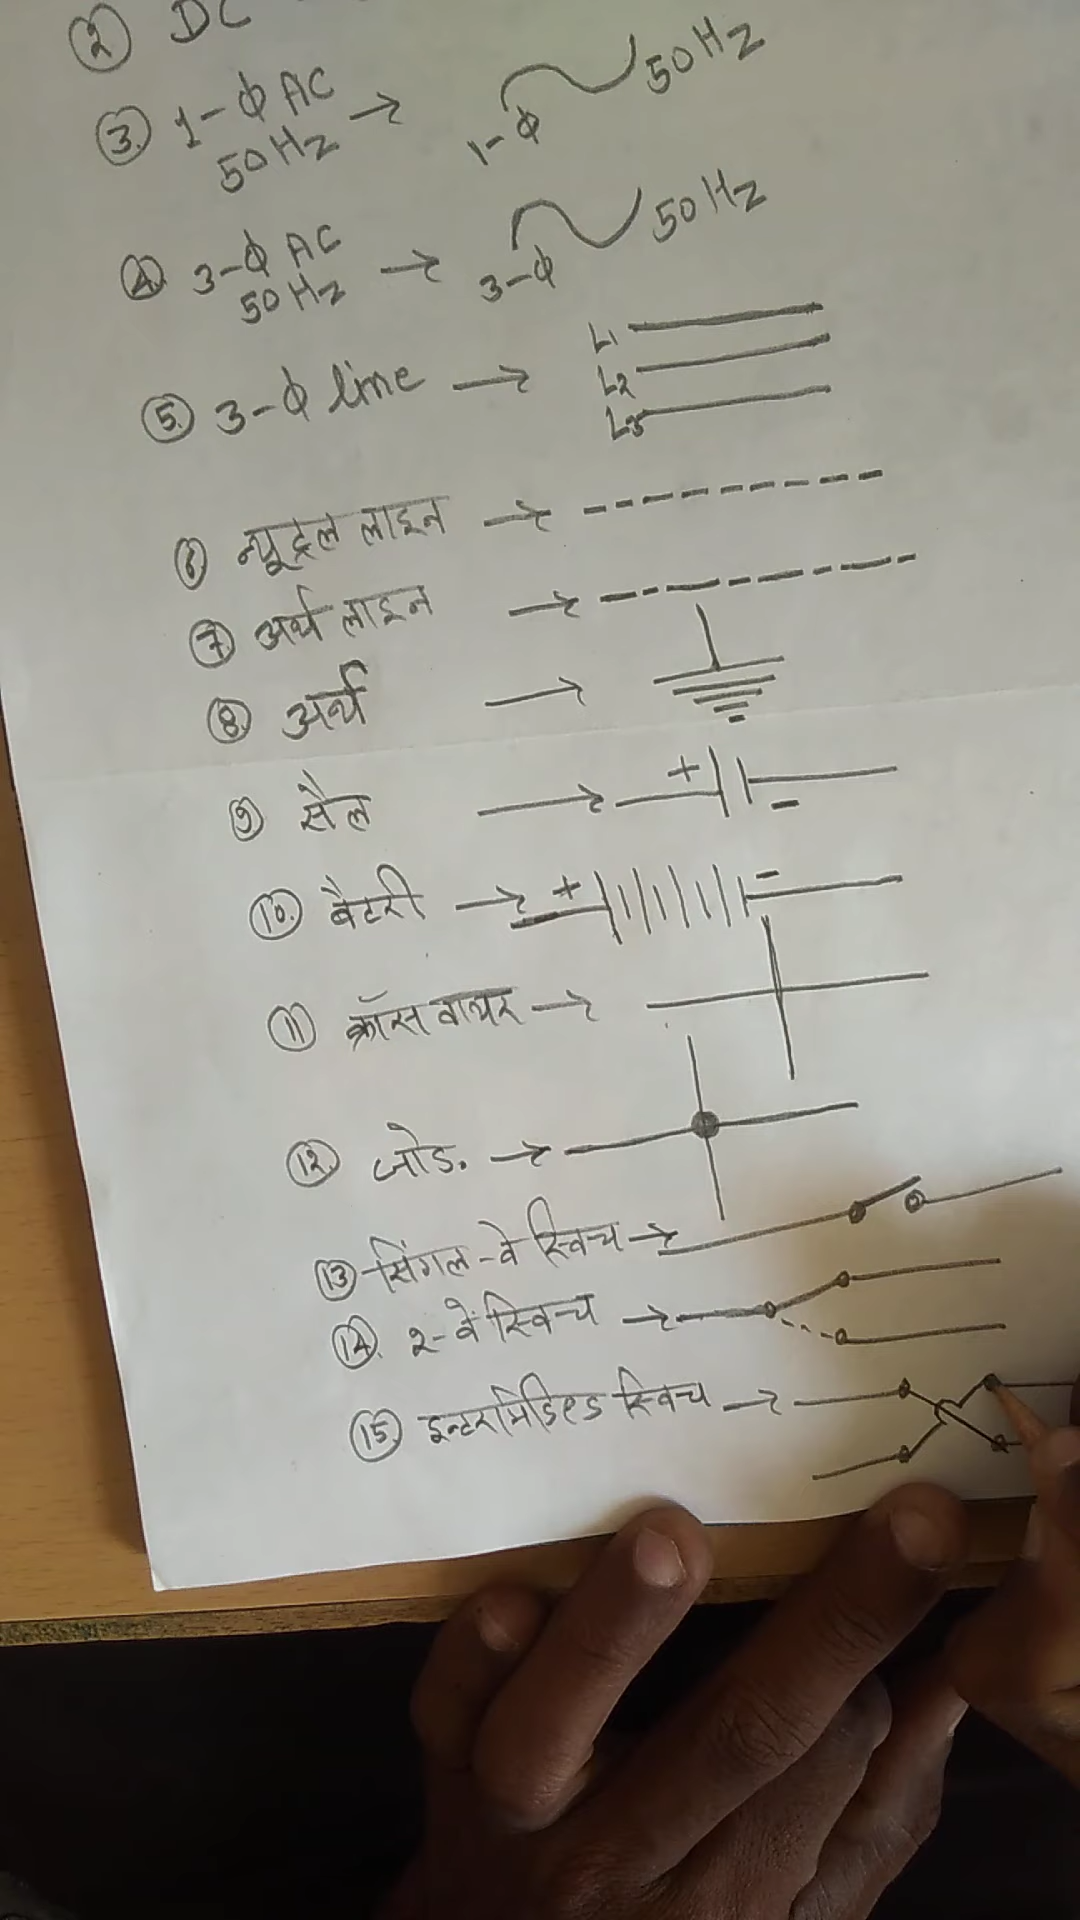 2 DC
3. 1-φ AC 50Hz → 1-φ 50Hz
4. 3-φ AC 50Hz → 3-φ 50Hz
5. 3-φ line → L1 L2 L3
6 न्यूट्रल लाइन →
7 अर्थ लाइन →
8. अर्थ →
9 सैल → + -
10. बैटरी → + -
11 क्रॉस वायर →
12. जोड. →
13 सिंगल-वे स्विच →
14. २-वे स्विच →
15. इन्टरमिडिएड स्विच →